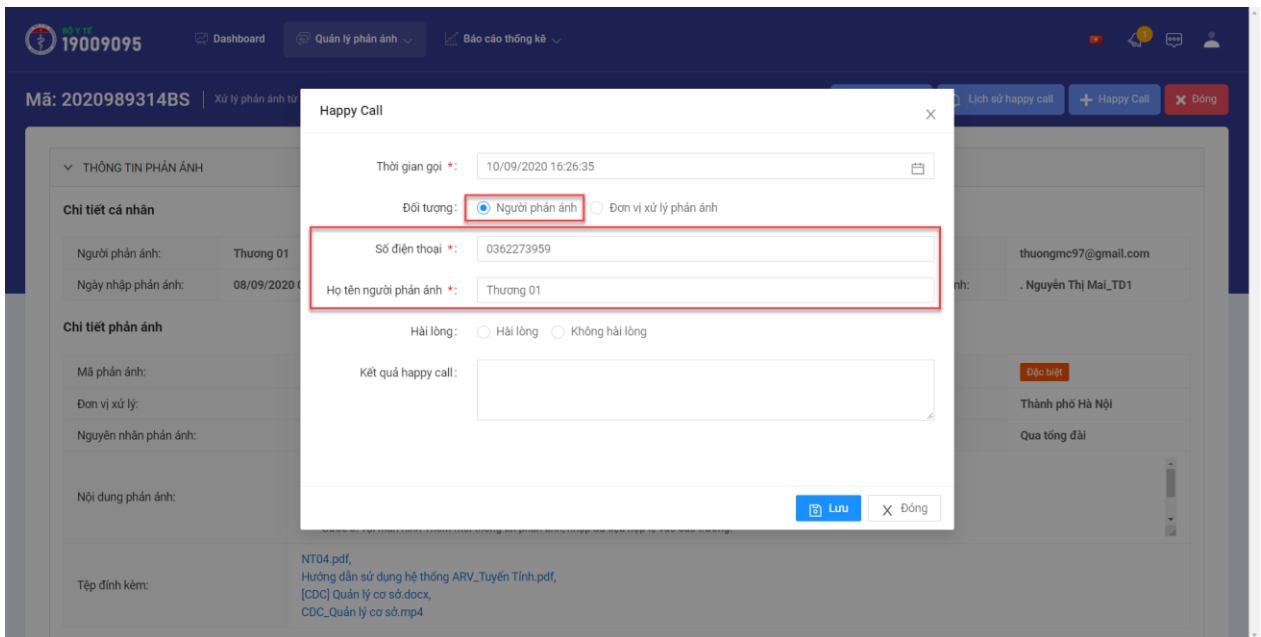 BỘ Y TẾ
19009095
Dashboard
Quản lý phản ánh
Báo cáo thống kê
1
Mã: 2020989314BS
Xử lý phản ánh từ
Lịch sử happy call
Happy Call
Đóng
Happy Call
Thời gian gọi *:
10/09/2020 16:26:35
THÔNG TIN PHẢN ÁNH
Chi tiết cá nhân
Đối tượng:
Người phản ánh
Đơn vị xử lý phản ánh
Người phản ánh:
Thương 01
Số điện thoại *:
0362273959
thuongmc97@gmail.com
Ngày nhập phản ánh:
08/09/2020
Họ tên người phản ánh *:
Thương 01
. Nguyễn Thị Mai_TD1
Chi tiết phản ánh
Hài lòng:
Hài lòng
Không hài lòng
Mã phản ánh:
Kết quả happy call:
Đặc biệt
Đơn vị xử lý:
Thành phố Hà Nội
Nguyên nhân phản ánh:
Qua tổng đài
Nội dung phản ánh:
Lưu
Đóng
Tệp đính kèm:
NT04.pdf,
Hướng dẫn sử dụng hệ thống ARV_Tuyến Tỉnh.pdf,
[CDC] Quản lý cơ sở.docx,
CDC_Quản lý cơ sở.mp4